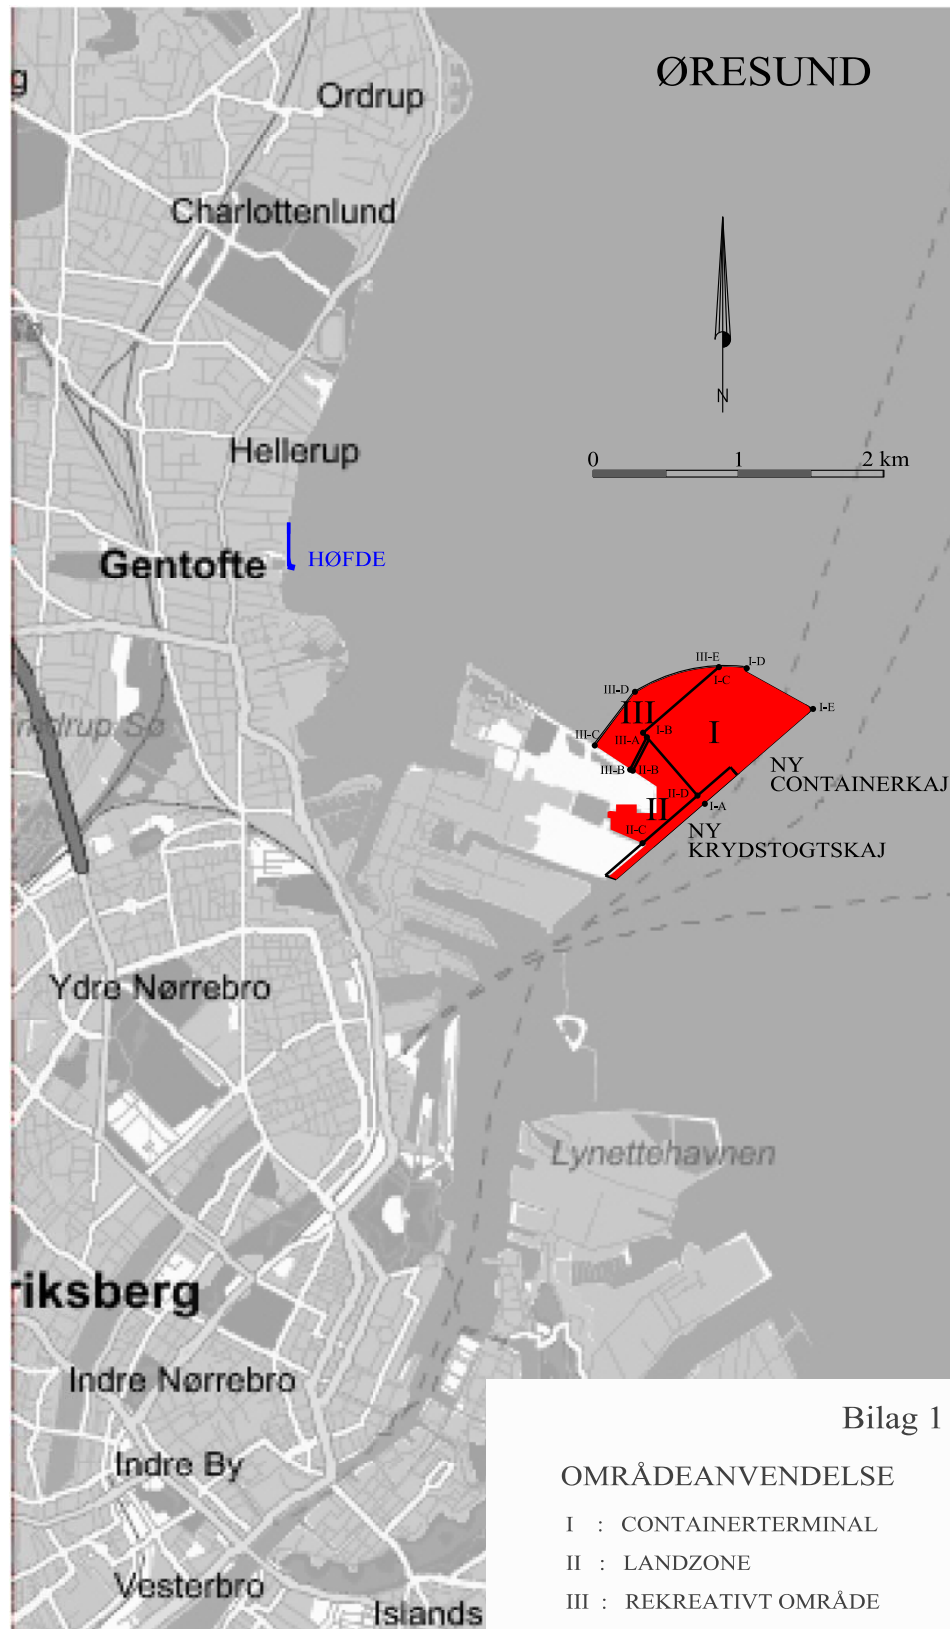 ØRESUND
Ordrup
Charlottenlund
N
0 1 2 km
Hellerup
HØFDE
Gentofte
III-E
I-D
I-C
III-D
I-E
III
I-B
I
III-A
III-C
III-B
II-B
NY
CONTAINERKAJ
II-D
I-A
II
II-C
NY
KRYDSTOGTSKAJ
Ydre Nørrebro
Lynettehavnen
riksberg
Indre Nørrebro
Indre By
Vesterbro
Islands
Bilag 1
OMRÅDEANVENDELSE
I : CONTAINERTERMINAL
II : LANDZONE
III : REKREATIVT OMRÅDE